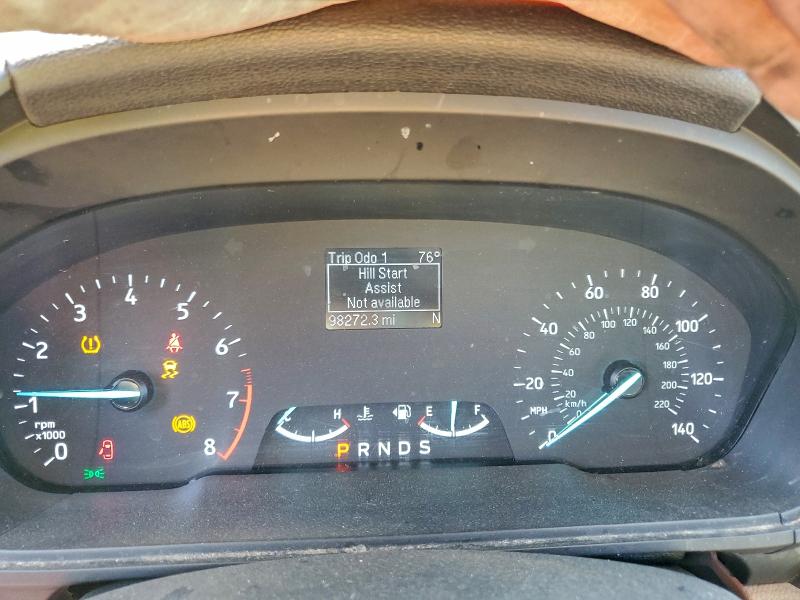 Trip Odo 1 76°
Hill Start
Assist
Not available
98272.3 mi N
0 1 2 3 4 5 6 7 8
rpm
x1000
ABS
C H E F
P R N D S
0 20 40 60 80 100 120 140
MPH
0 20 40 60 80 100 120 140 160 180 200 220
km/h